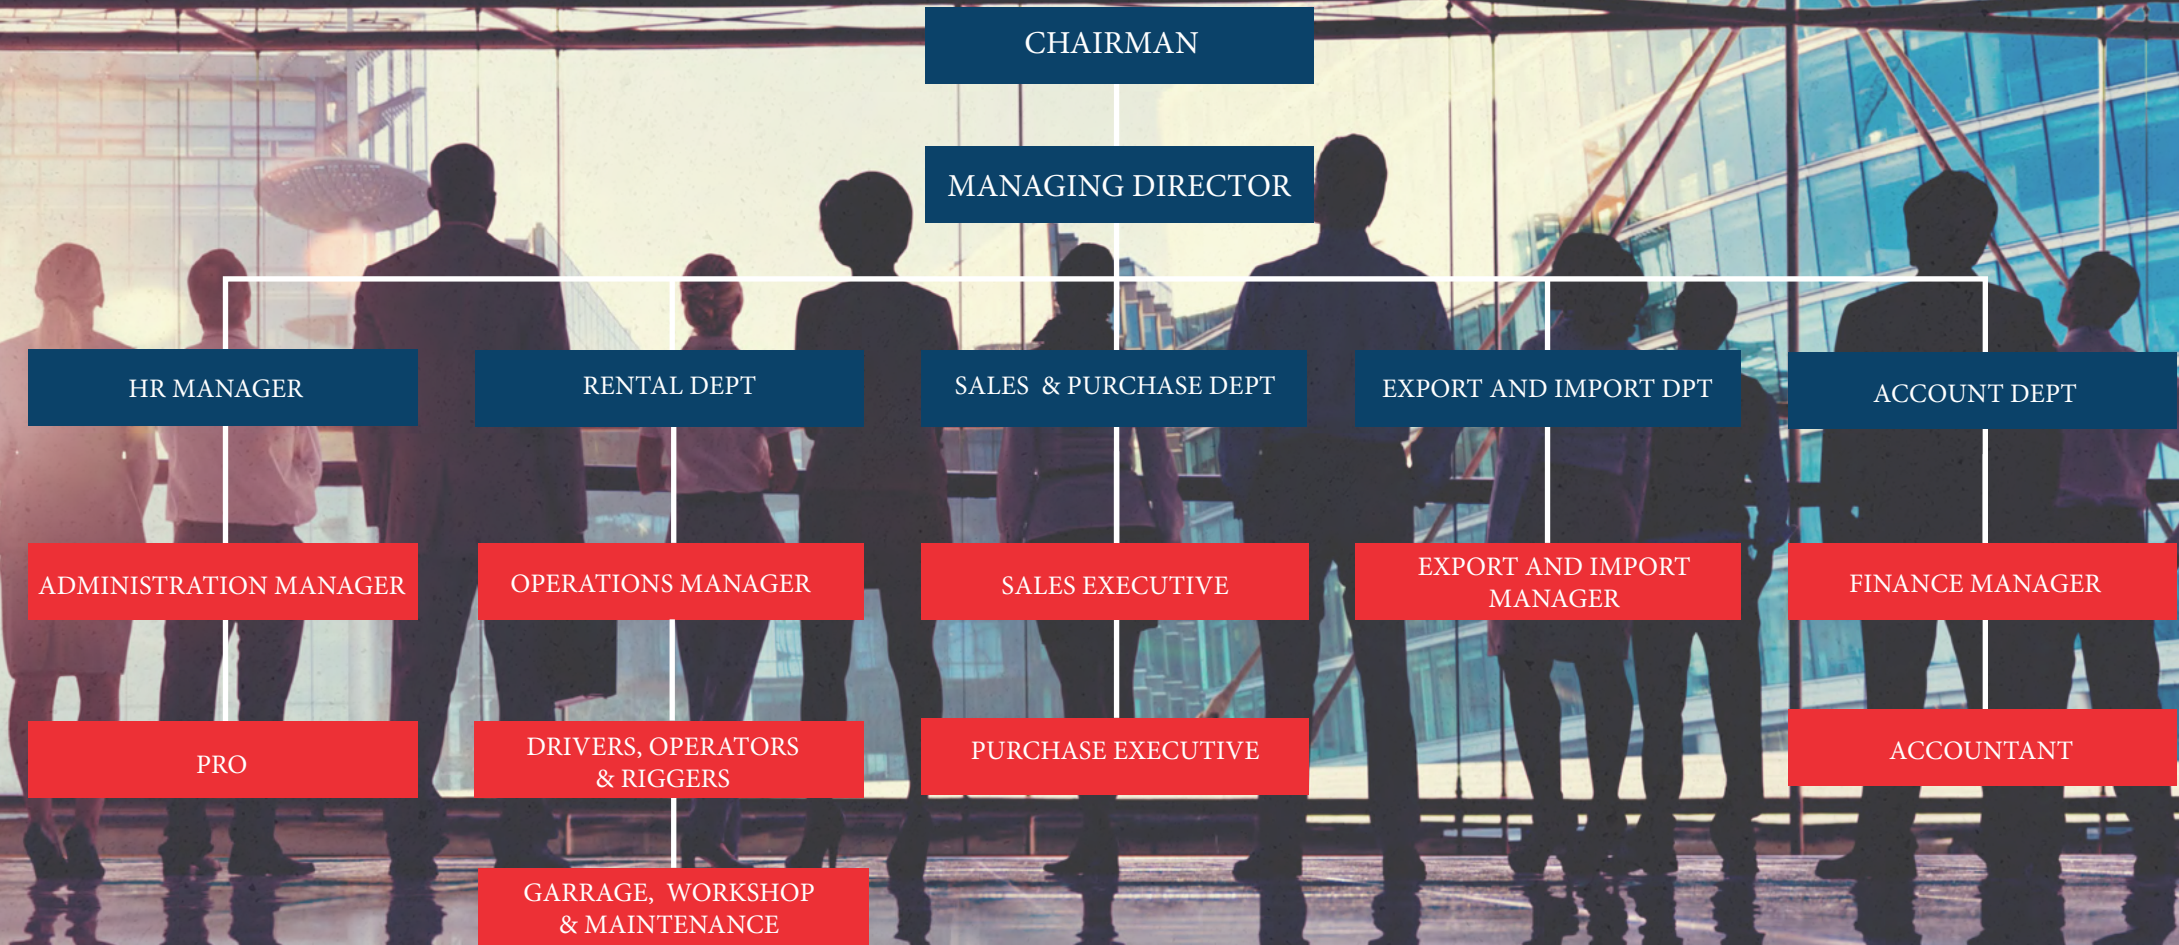 CHAIRMAN
MANAGING DIRECTOR
HR MANAGER
RENTAL DEPT
SALES & PURCHASE DEPT
EXPORT AND IMPORT DPT
ACCOUNT DEPT
ADMINISTRATION MANAGER
OPERATIONS MANAGER
SALES EXECUTIVE
EXPORT AND IMPORT
MANAGER
FINANCE MANAGER
PRO
DRIVERS, OPERATORS
& RIGGERS
PURCHASE EXECUTIVE
ACCOUNTANT
GARRAGE, WORKSHOP
& MAINTENANCE